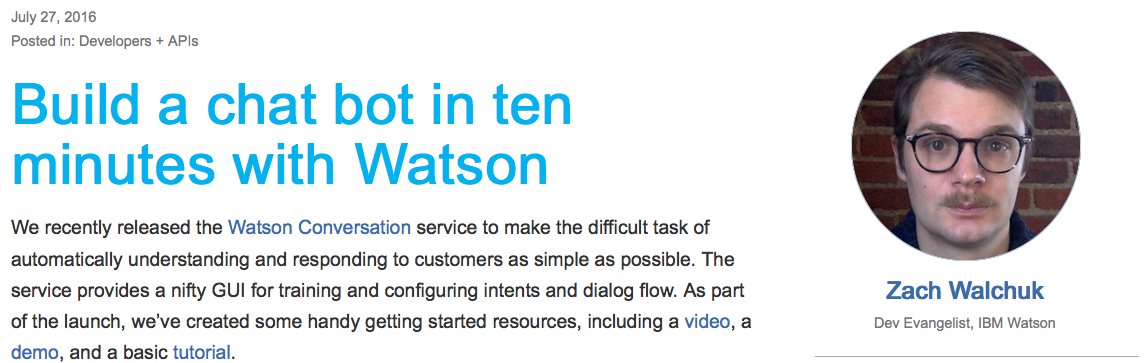 July 27, 2016
Posted in: Developers + APIs
Build a chat bot in ten
minutes with Watson
We recently released the Watson Conversation service to make the difficult task of
automatically understanding and responding to customers as simple as possible. The
service provides a nifty GUI for training and configuring intents and dialog flow. As part
of the launch, we’ve created some handy getting started resources, including a video, a
demo, and a basic tutorial.
Zach Walchuk
Dev Evangelist, IBM Watson